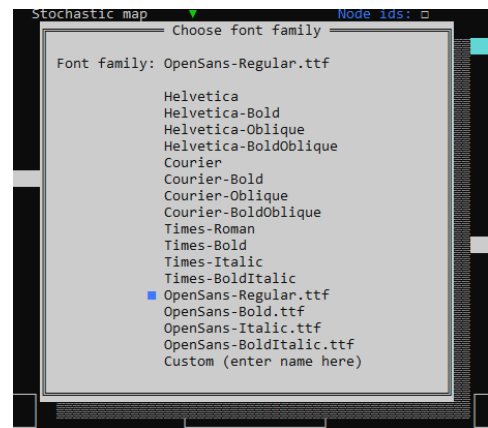 Stochastic map ▼ Node ids: □
Choose font family
Font family: OpenSans-Regular.ttf
Helvetica
Helvetica-Bold
Helvetica-Oblique
Helvetica-BoldOblique
Courier
Courier-Bold
Courier-Oblique
Courier-BoldOblique
Times-Roman
Times-Bold
Times-Italic
Times-BoldItalic
■ OpenSans-Regular.ttf
OpenSans-Bold.ttf
OpenSans-Italic.ttf
OpenSans-BoldItalic.ttf
Custom (enter name here)